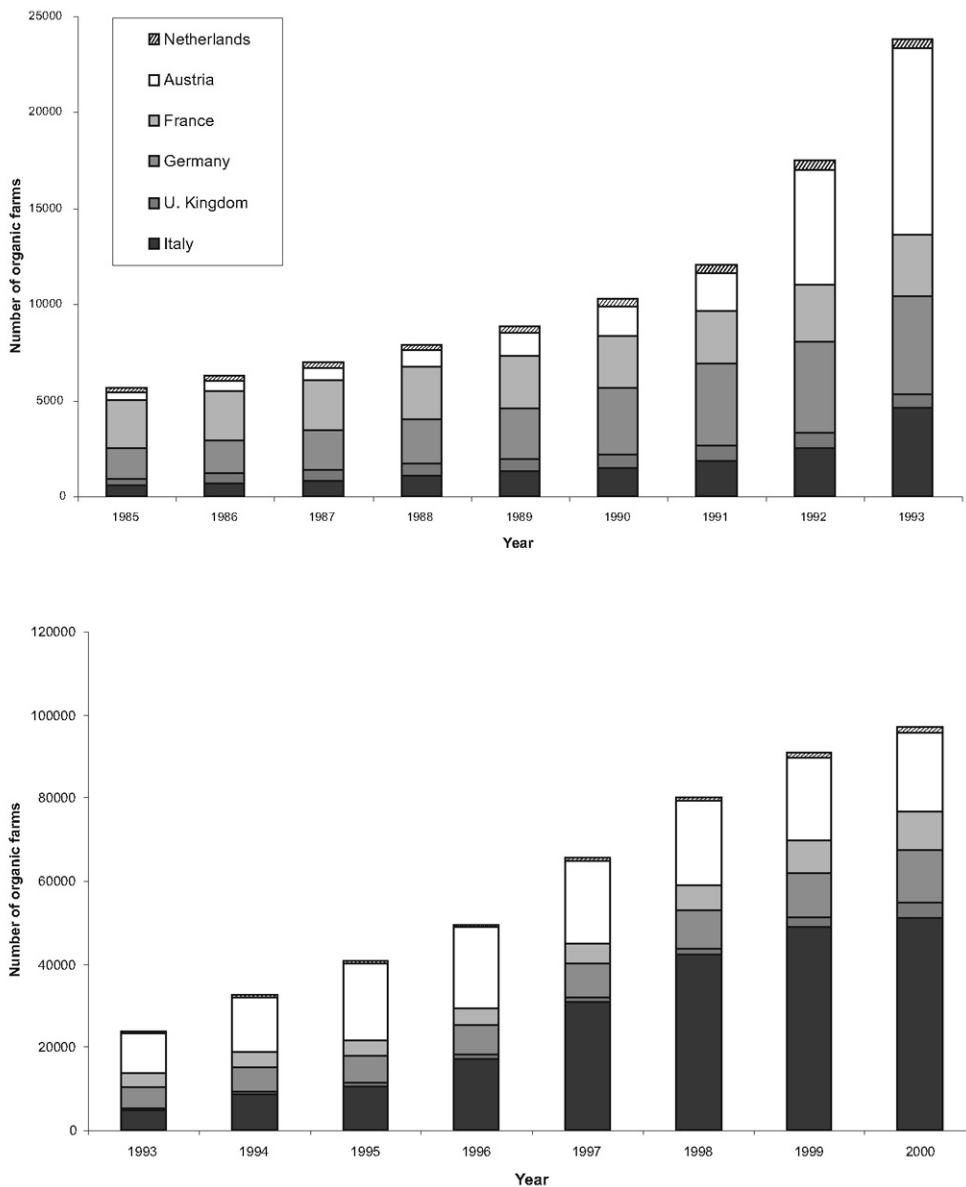 25000
20000
15000
10000
5000
0
Number of organic farms
Netherlands
Austria
France
Germany
U. Kingdom
Italy
1985 1986 1987 1988 1989 1990 1991 1992 1993
Year
120000
100000
80000
60000
40000
20000
0
Number of organic farms
1993 1994 1995 1996 1997 1998 1999 2000
Year